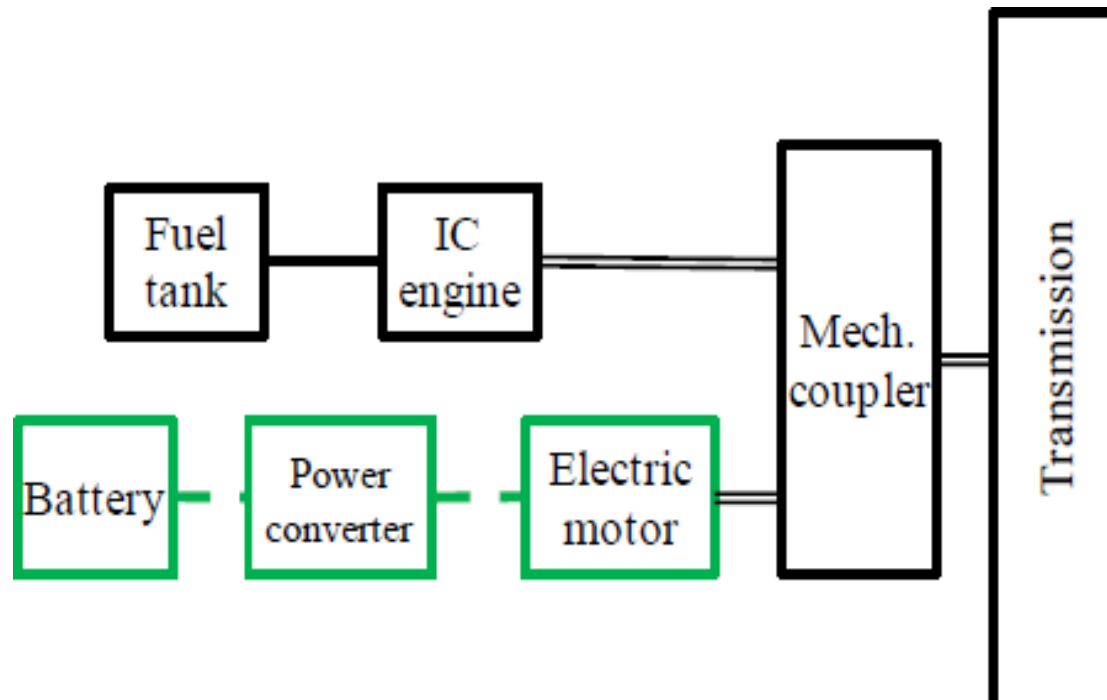 Fuel
tank
IC
engine
Mech.
coupler
Transmission
Battery
Power
converter
Electric
motor